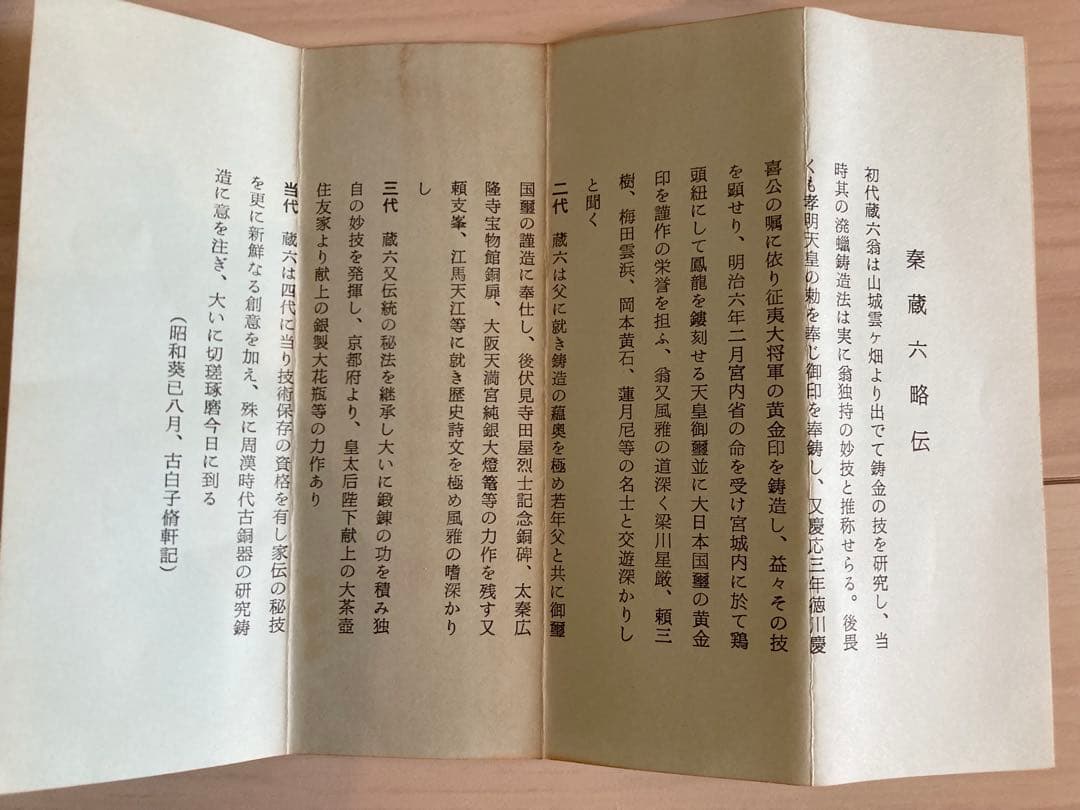 秦蔵六略伝
初代蔵六翁は山城雲ヶ畑より出でて鋳金の技を研究し、当
時其の溌蠟鋳造法は実に翁独持の妙技と推称せらる。後畏
くも孝明天皇の勅を奉じ御印を奉鋳し、又慶応三年徳川慶
喜公の嘱に依り征夷大将軍の黄金印を鋳造し、益々その技
を顕せり、明治六年二月宮内省の命を受け宮城内に於て鶏
頭紐にして鳳龍を鏤刻せる天皇御璽並に大日本国璽の黄金
印を謹作の栄誉を担ふ、翁又風雅の道深く梁川星厳、頼三
樹、梅田雲浜、岡本黄石、蓮月尼等の名士と交遊深かりし
と聞く
二代　蔵六は父に就き鋳造の蘊奥を極め若年父と共に御璽
国璽の謹造に奉仕し、後伏見寺田屋烈士記念銅碑、太秦広
隆寺宝物館銅扉、大阪天満宮純銀大燈篭等の力作を残す又
頼支峯、江馬天江等に就き歴史詩文を極め風雅の嗜深かり
し
三代　蔵六又伝統の秘法を継承し大いに鍛錬の功を積み独
自の妙技を発揮し、京都府より、皇太后陛下献上の大茶壺
住友家より献上の銀製大花瓶等の力作あり
当代　蔵六は四代に当り技術保存の資格を有し家伝の秘技
を更に新鮮なる創意を加え、殊に周漢時代古銅器の研究鋳
造に意を注ぎ、大いに切瑳琢磨今日に到る
（昭和葵已八月、古白子脩軒記）